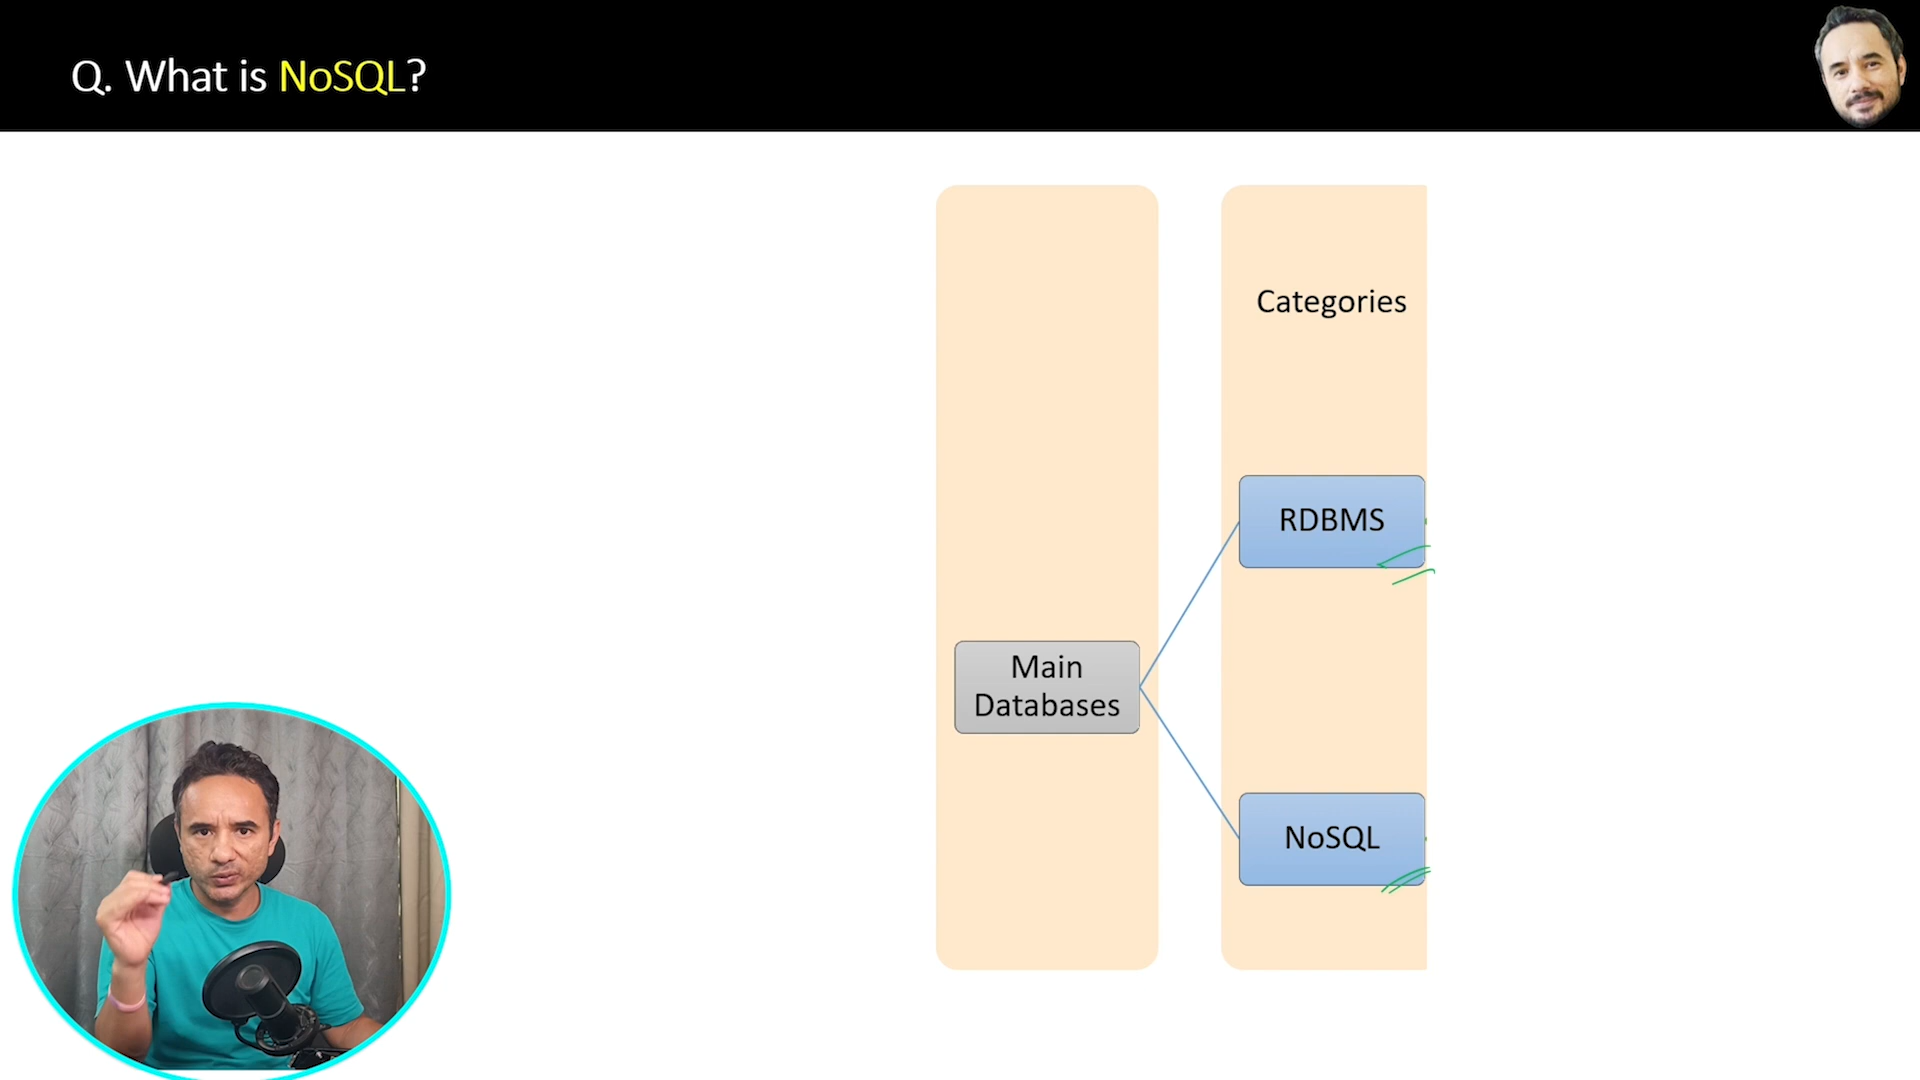 Q. What is NoSQL?
Categories
RDBMS
Main
Databases
NoSQL